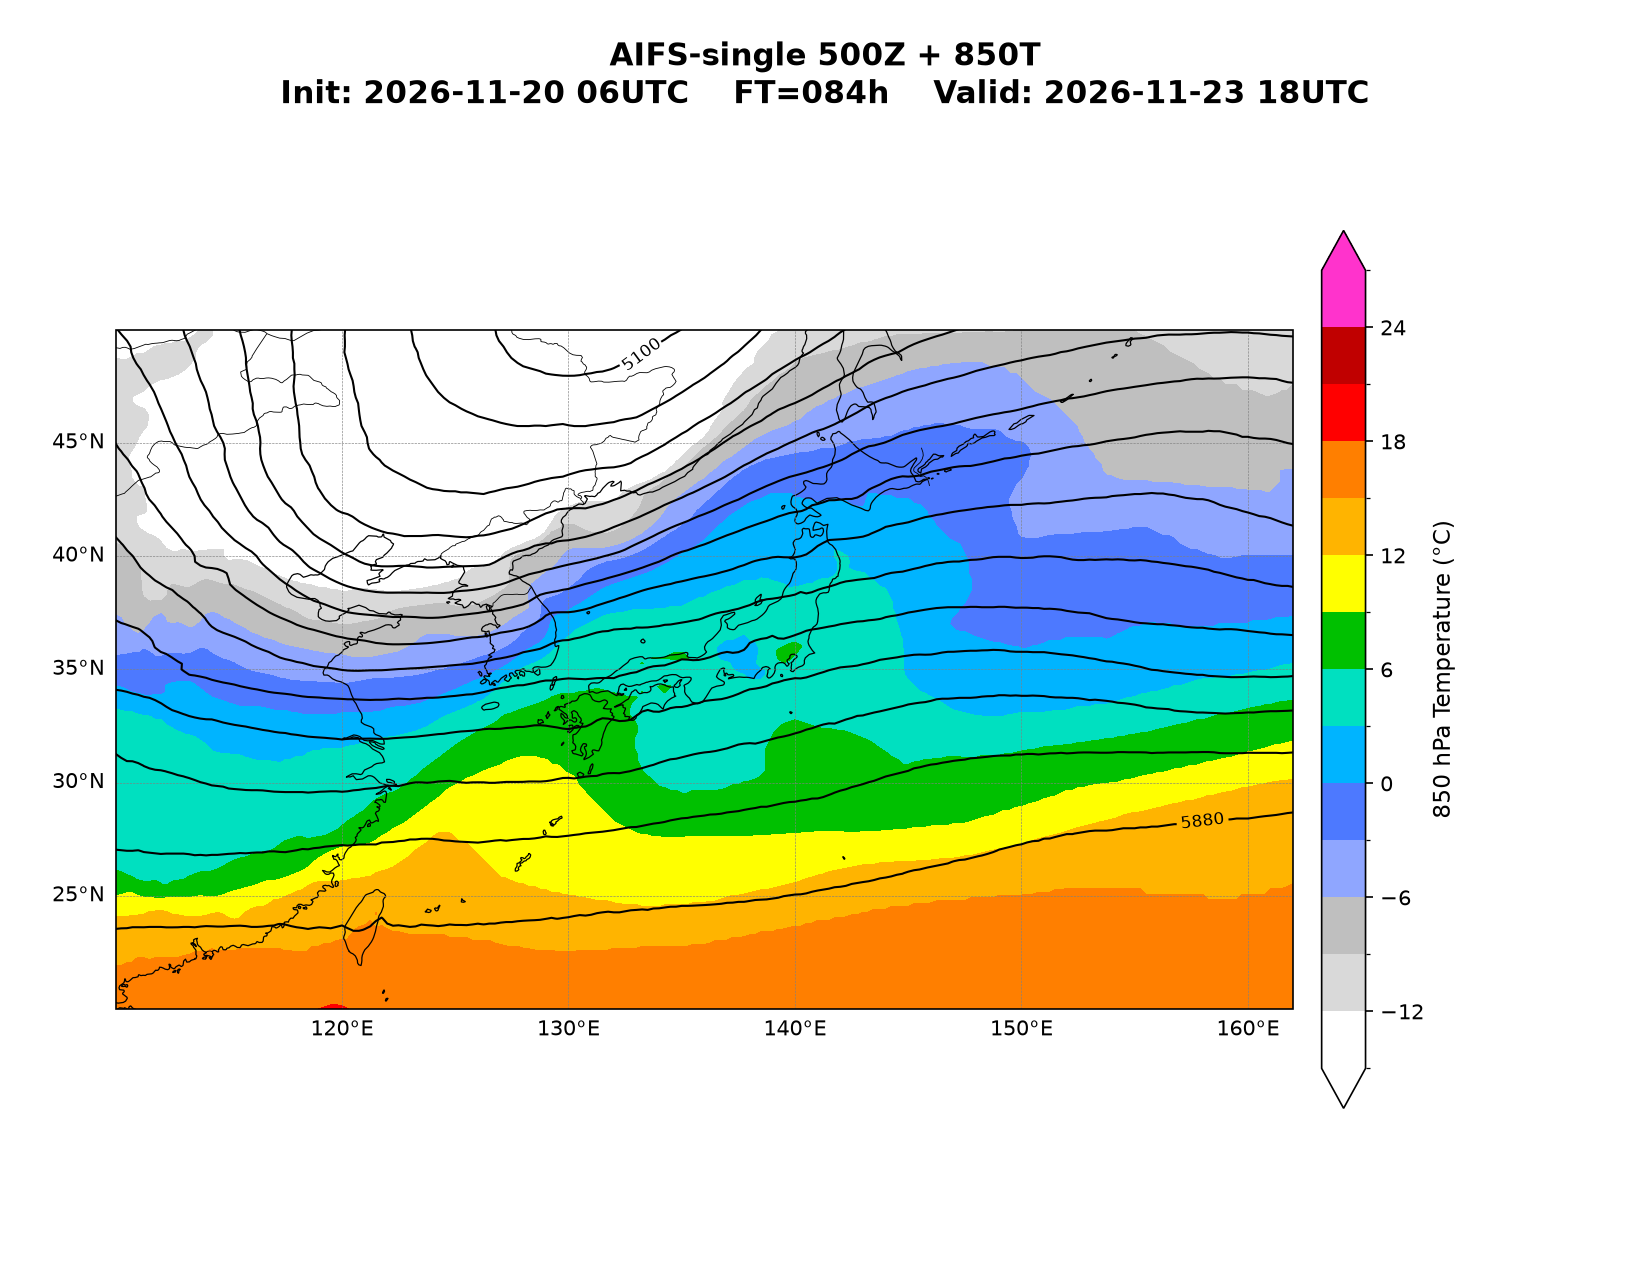 AIFS-single 500Z + 850T
Init: 2026-11-20 06UTC    FT=084h    Valid: 2026-11-23 18UTC
5100
5880
45°N
40°N
35°N
30°N
25°N
120°E
130°E
140°E
150°E
160°E
24
18
12
6
0
−6
−12
850 hPa Temperature (°C)